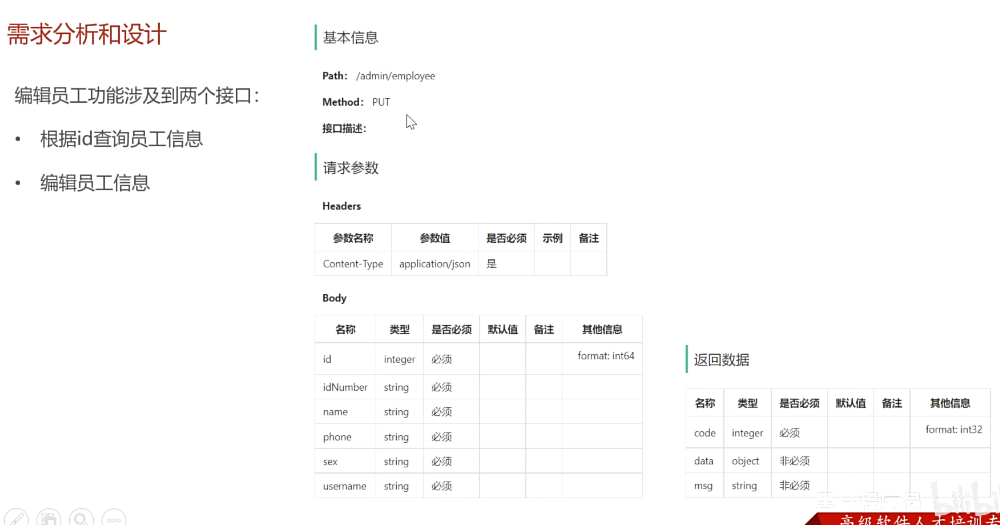 需求分析和设计
编辑员工功能涉及到两个接口：
• 根据id查询员工信息
• 编辑员工信息
基本信息
Path： /admin/employee
Method： PUT
接口描述：
请求参数
Headers
参数名称 参数值 是否必须 示例 备注
Content-Type application/json 是
Body
名称 类型 是否必须 默认值 备注 其他信息
id integer 必须 format: int64
idNumber string 必须
name string 必须
phone string 必须
sex string 必须
username string 必须
返回数据
名称 类型 是否必须 默认值 备注 其他信息
code integer 必须 format: int32
data object 非必须
msg string 非必须
高级软件人才培训专